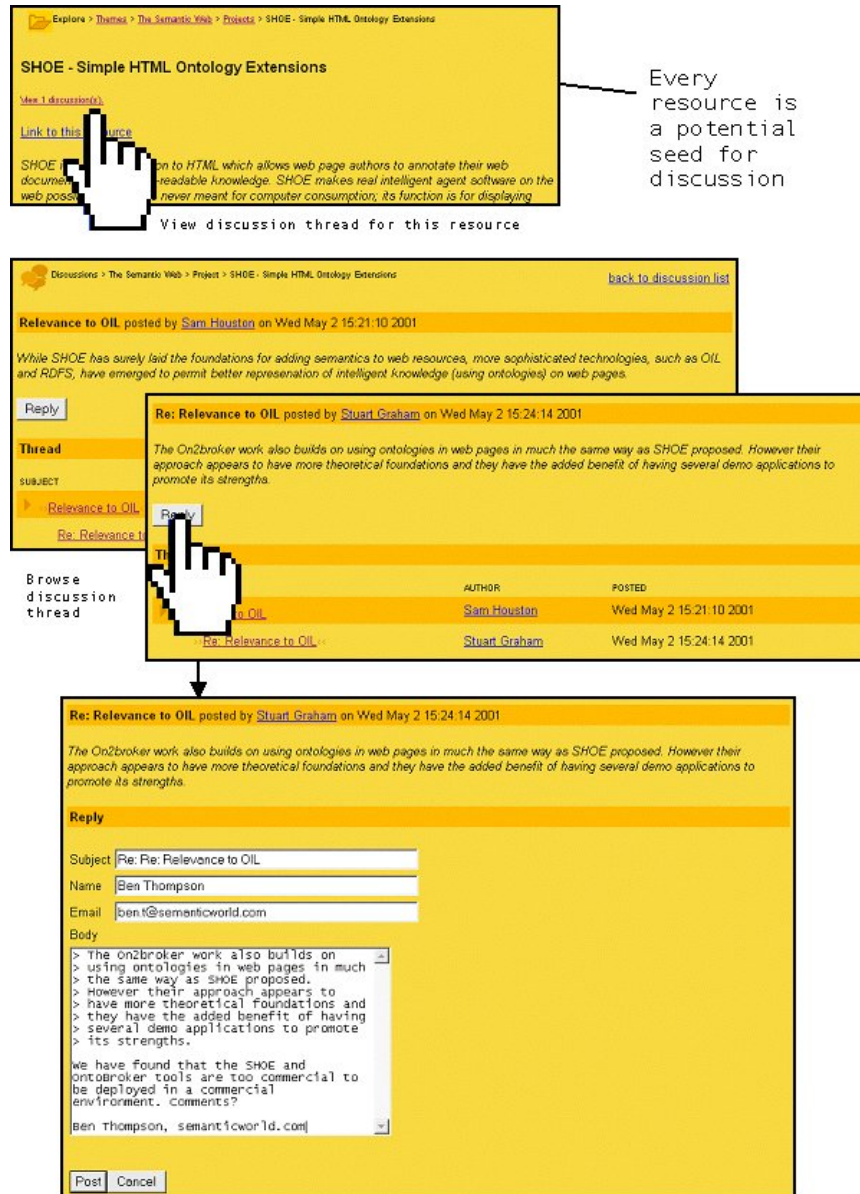 Explore > Themes > The Semantic Web > Projects > SHOE - Simple HTML Ontology Extensions
SHOE - Simple HTML Ontology Extensions
View 1 discussion(s).
Link to this
SHOE on to HTML which allows web page authors to annotate their web
-readable knowledge. SHOE makes real intelligent agent software on the
web never meant for computer consumption; its function is for displaying
Every
resource is
a potential
seed for
discussion
View discussion thread for this resource
Discussions > The Semantic Web > Project > SHOE - Simple HTML Ontology Extensions
back to discussion list
Relevance to OIL posted by Sam Houston on Wed May 2 15:21:10 2001
While SHOE has surely laid the foundations for adding semantics to web resources, more sophisticated technologies, such as OIL
and RDFS, have emerged to permit better represenation of intelligent knowledge (using ontologies) on web pages.
Reply
Thread
SUBJECT
Relevance to OIL
Re: Relevance
Browse
discussion
thread
Re: Relevance to OIL posted by Stuart Graham on Wed May 2 15:24:14 2001
The On2broker work also builds on using ontologies in web pages in much the same way as SHOE proposed. However their
approach appears to have more theoretical foundations and they have the added benefit of having several demo applications to
promote its strengths.
Reply
AUTHOR POSTED
to OIL Sam Houston Wed May 2 15:21:10 2001
Re: Relevance to OIL Stuart Graham Wed May 2 15:24:14 2001
Re: Relevance to OIL posted by Stuart Graham on Wed May 2 15:24:14 2001
The On2broker work also builds on using ontologies in web pages in much the same way as SHOE proposed. However their
approach appears to have more theoretical foundations and they have the added benefit of having several demo applications to
promote its strengths.
Reply
Subject Re: Re: Relevance to OIL
Name Ben Thompson
Email ben.t@semanticworld.com
Body
> The On2broker work also builds on
> using ontologies in web pages in much
> the same way as SHOE proposed.
> However their approach appears to
> have more theoretical foundations and
> they have the added benefit of having
> several demo applications to promote
> its strengths.
We have found that the SHOE and
OntoBroker tools are too commercial to
be deployed in a commercial
environment. Comments?
Ben Thompson, semanticworld.com
Post Cancel